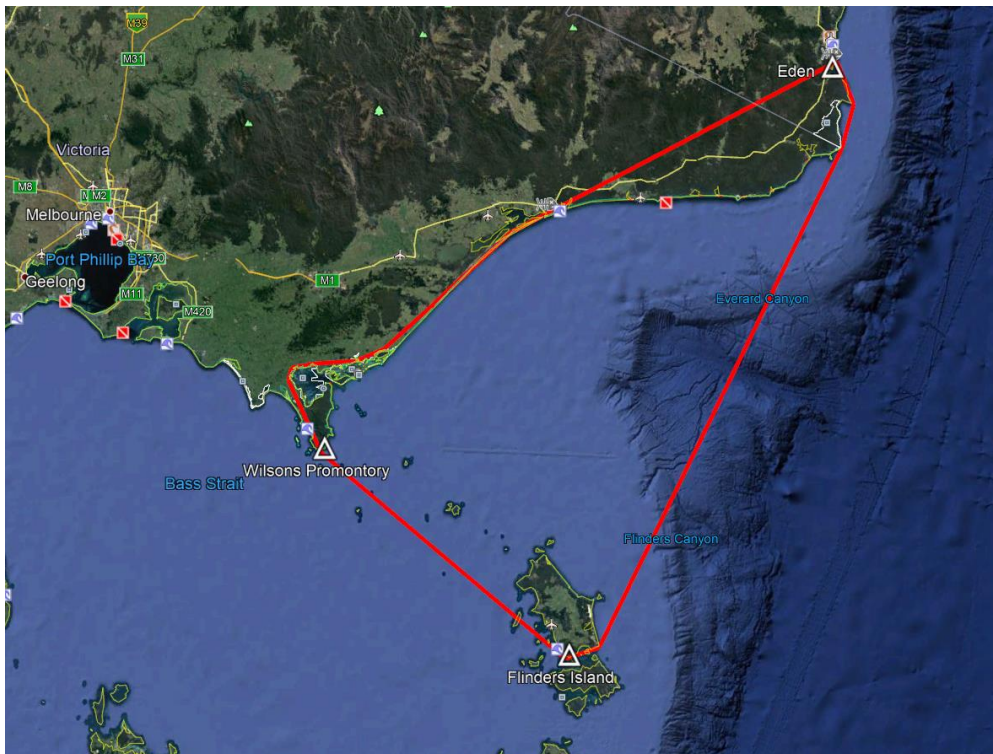 M39
M31
Eden
Victoria
M8
M2
Melbourne
Port Phillip Bay
Geelong
M11
M1
M420
Everard Canyon
Wilsons Promontory
Bass Strait
Flinders Canyon
Flinders Island